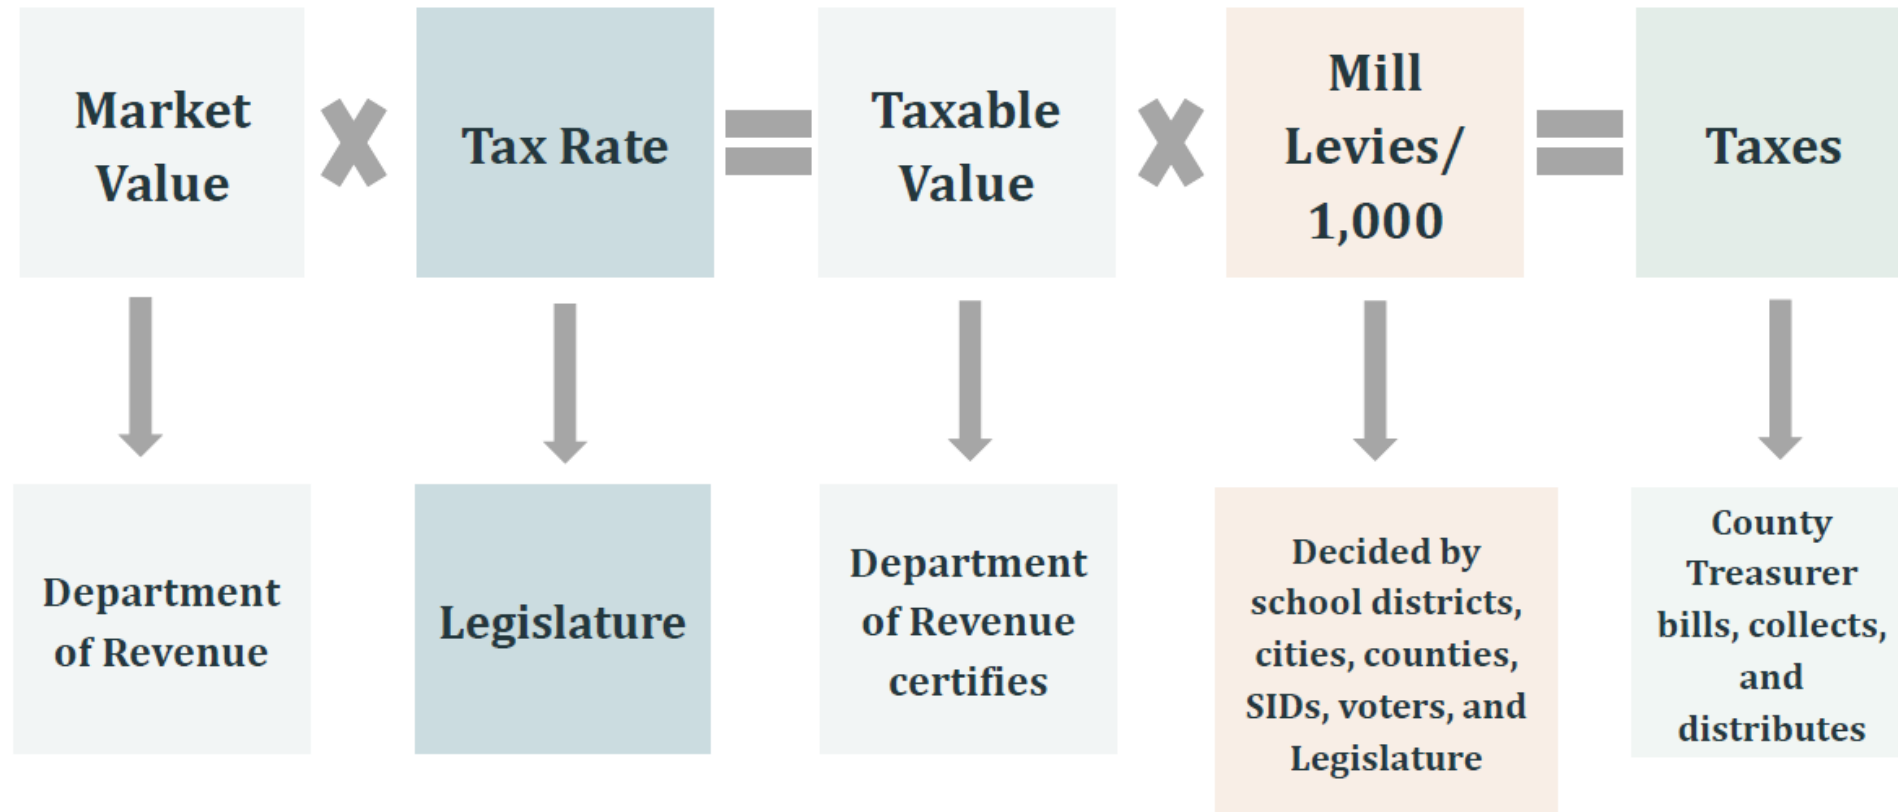 Market
Value
Tax Rate
Taxable
Value
Mill
Levies/
1,000
Taxes
Department
of Revenue
Legislature
Department
of Revenue
certifies
Decided by
school districts,
cities, counties,
SIDs, voters, and
Legislature
County
Treasurer
bills, collects,
and
distributes